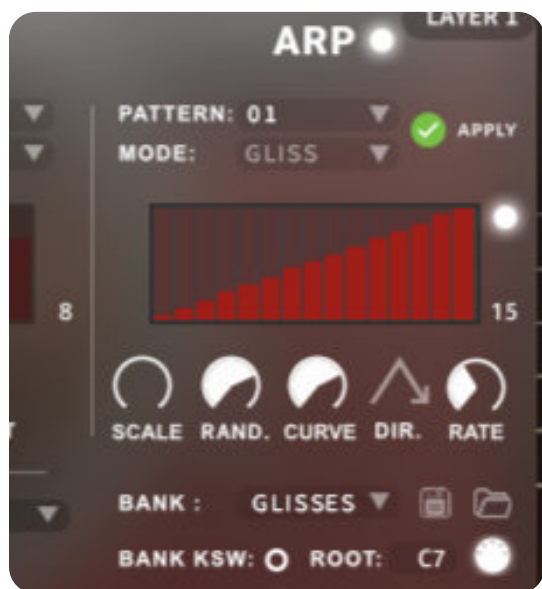 LAYER 1
ARP
PATTERN: 01
APPLY
MODE: GLISS
8
15
SCALE RAND. CURVE DIR. RATE
BANK : GLISSES
BANK KSW: ROOT: C7